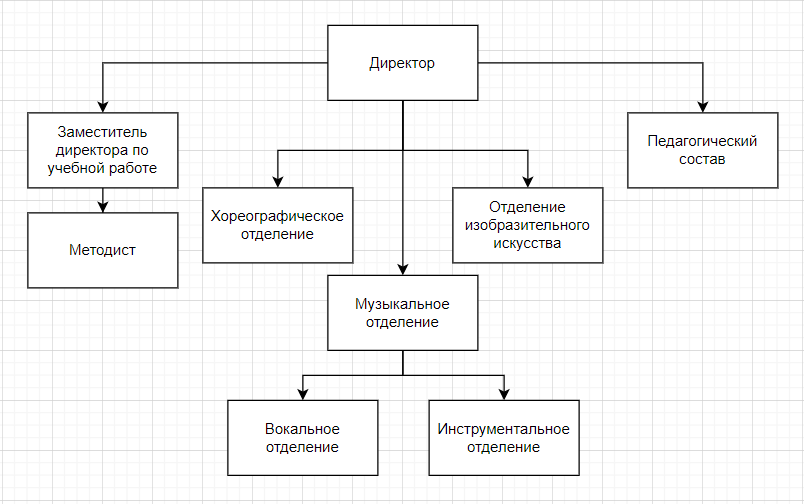 Директор
Заместитель
директора по
учебной работе
Педагогический
состав
Хореографическое
отделение
Отделение
изобразительного
искусства
Методист
Музыкальное
отделение
Вокальное
отделение
Инструментальное
отделение